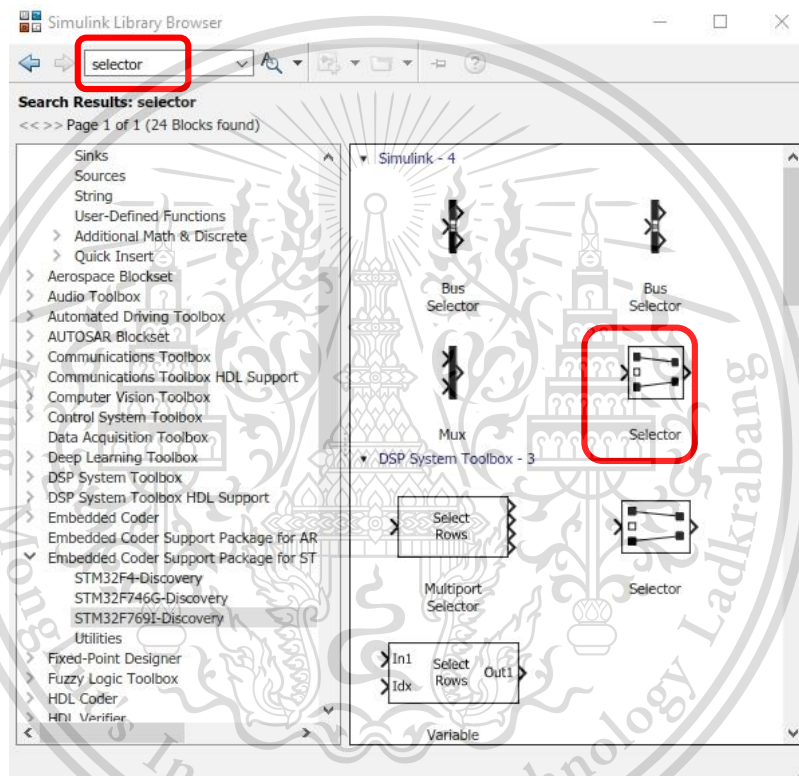 Simulink Library Browser
selector
Search Results: selector
<< >> Page 1 of 1 (24 Blocks found)
Sinks
Sources
String
User-Defined Functions
Additional Math & Discrete
Quick Insert
Aerospace Blockset
Audio Toolbox
Automated Driving Toolbox
AUTOSAR Blockset
Communications Toolbox
Communications Toolbox HDL Support
Computer Vision Toolbox
Control System Toolbox
Data Acquisition Toolbox
Deep Learning Toolbox
DSP System Toolbox
DSP System Toolbox HDL Support
Embedded Coder
Embedded Coder Support Package for AR
Embedded Coder Support Package for ST
STM32F4-Discovery
STM32F746G-Discovery
STM32F769I-Discovery
Utilities
Fixed-Point Designer
Fuzzy Logic Toolbox
HDL Coder
HDL Verifier
Simulink - 4
Bus
Selector
Bus
Selector
Mux
Selector
DSP System Toolbox - 3
Select
Rows
Multiport
Selector
Selector
In1
Idx
Select
Rows
Out1
Variable
Ladkrabang